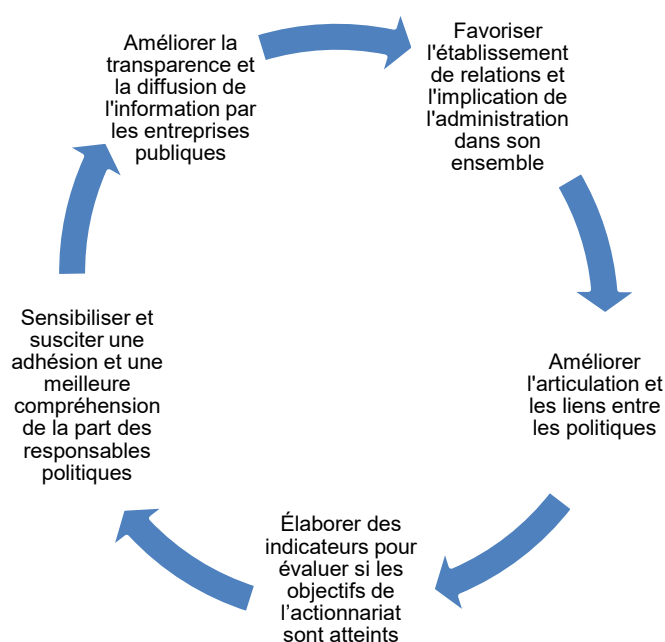 Améliorer la
transparence et
la diffusion de
l'information par
les entreprises
publiques
Favoriser
l'établissement
de relations et
l'implication de
l'administration
dans son
ensemble
Améliorer
l'articulation et
les liens entre
les politiques
Élaborer des
indicateurs pour
évaluer si les
objectifs de
l’actionnariat
sont atteints
Sensibiliser et
susciter une
adhésion et une
meilleure
compréhension
de la part des
responsables
politiques